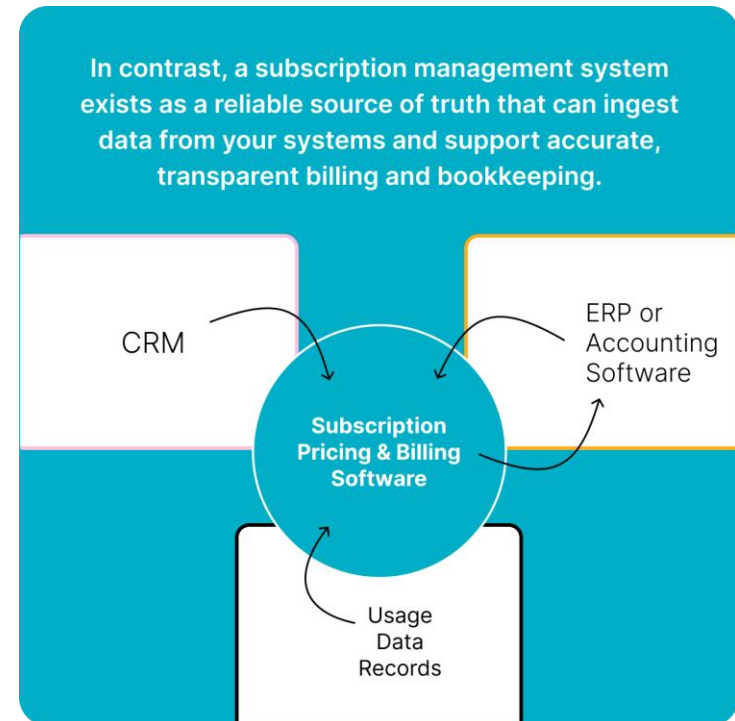 In contrast, a subscription management system
exists as a reliable source of truth that can ingest
data from your systems and support accurate,
transparent billing and bookkeeping.
CRM
ERP or
Accounting
Software
Subscription
Pricing & Billing
Software
Usage
Data
Records